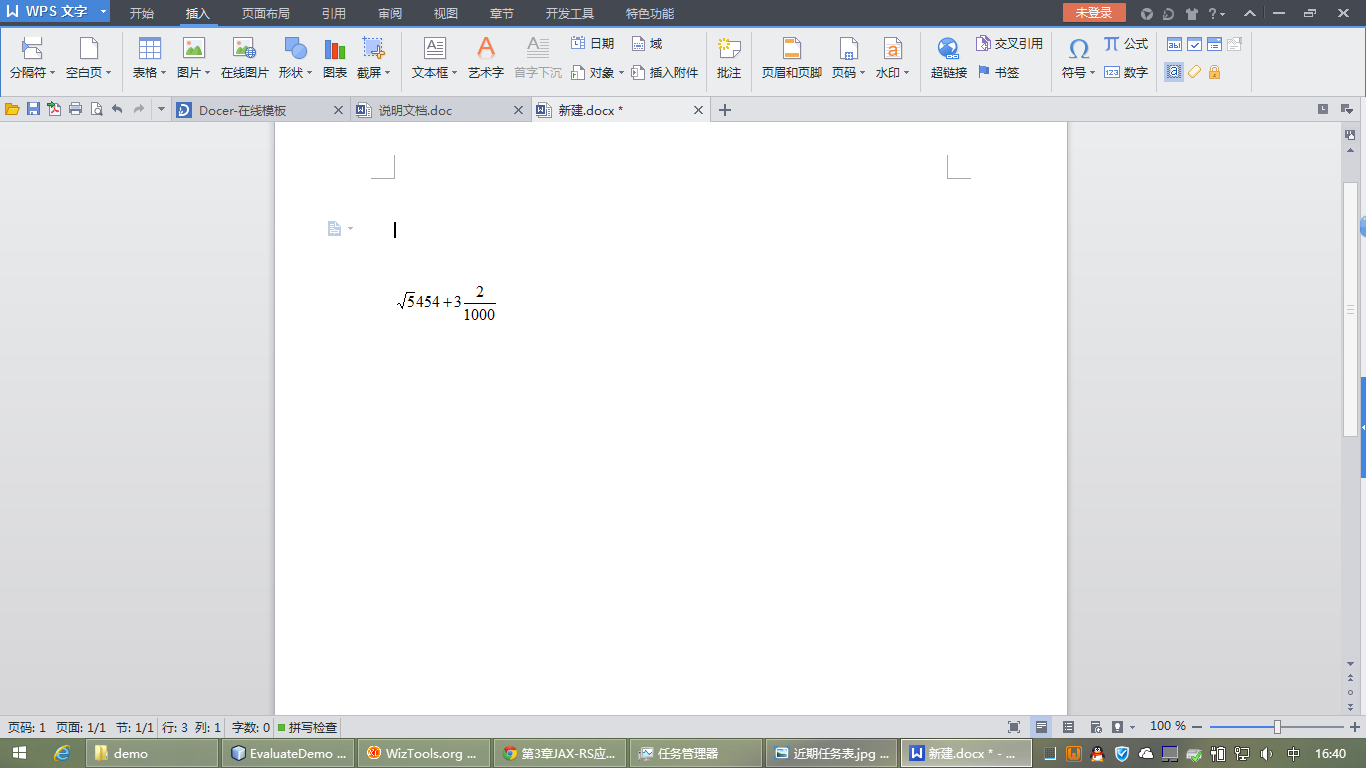 WPS 文字 开始 插入 页面布局 引用 审阅 视图 章节 开发工具 特色功能 未登录
分隔符 空白页 表格 图片 在线图片 形状 图表 截屏 文本框 艺术字 首字下沉 日期 对象 域 插入附件 批注 页眉和页脚 页码 水印 超链接 交叉引用 书签 符号 公式 数字
Docer-在线模板 说明文档.doc 新建.docx *
√5454+3 2/1000
页码: 1 页面: 1/1 节: 1/1 行: 3 列: 1 字数: 0 拼写检查 100 %
demo EvaluateDemo ... WizTools.org ... 第3章JAX-RS应... 任务管理器 近期任务表.jpg ... 新建.docx * - ... 中 16:40